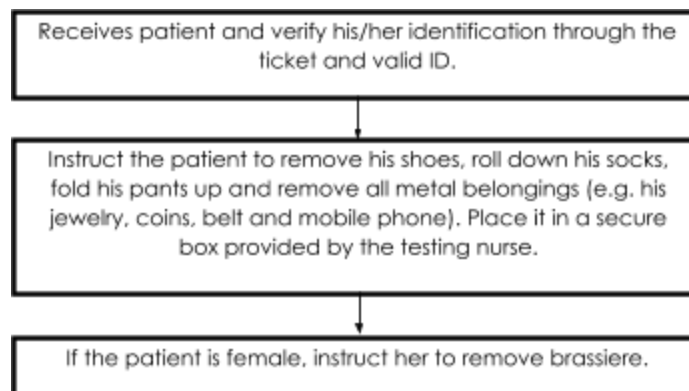 Receives patient and verify his/her identification through the
ticket and valid ID.
Instruct the patient to remove his shoes, roll down his socks,
fold his pants up and remove all metal belongings (e.g. his
jewelry, coins, belt and mobile phone). Place it in a secure
box provided by the testing nurse.
If the patient is female, instruct her to remove brassiere.